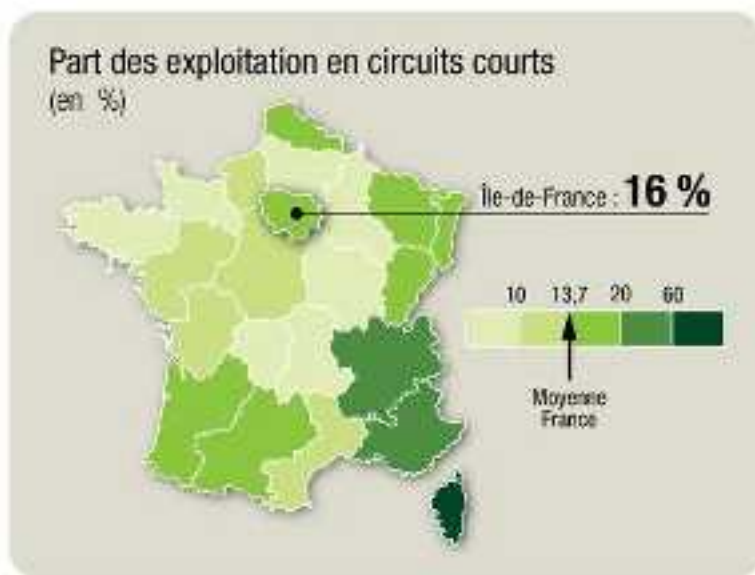 Part des exploitation en circuits courts
(en %)
Île-de-France : 16 %
10 13,7 20 60
Moyenne
France